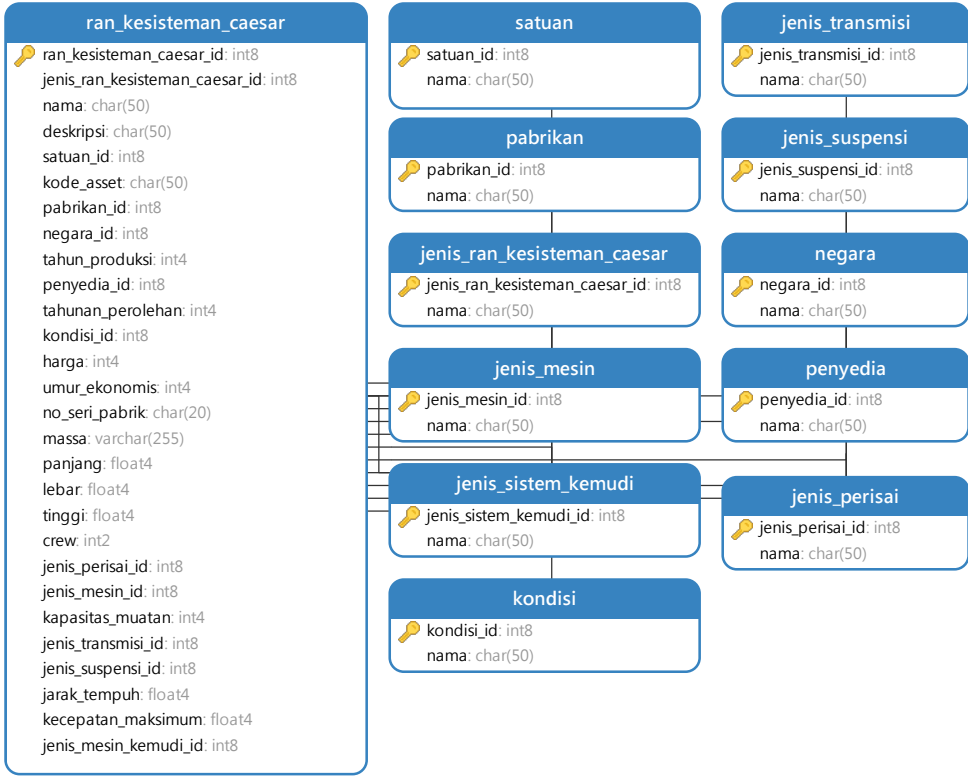 ran_kesisteman_caesar
ran_kesisteman_caesar_id: int8
jenis_ran_kesisteman_caesar_id: int8
nama: char(50)
deskripsi: char(50)
satuan_id: int8
kode_asset: char(50)
pabrikan_id: int8
negara_id: int8
tahun_produksi: int4
penyedia_id: int8
tahunan_perolehan: int4
kondisi_id: int8
harga: int4
umur_ekonomis: int4
no_seri_pabrik: char(20)
massa: varchar(255)
panjang: float4
lebar: float4
tinggi: float4
crew: int2
jenis_perisai_id: int8
jenis_mesin_id: int8
kapasitas_muatan: int4
jenis_transmisi_id: int8
jenis_suspensi_id: int8
jarak_tempuh: float4
kecepatan_maksimum: float4
jenis_mesin_kemudi_id: int8
satuan
satuan_id: int8
nama: char(50)
pabrikan
pabrikan_id: int8
nama: char(50)
jenis_ran_kesisteman_caesar
jenis_ran_kesisteman_caesar_id: int8
nama: char(50)
jenis_mesin
jenis_mesin_id: int8
nama: char(50)
jenis_sistem_kemudi
jenis_sistem_kemudi_id: int8
nama: char(50)
kondisi
kondisi_id: int8
nama: char(50)
jenis_transmisi
jenis_transmisi_id: int8
nama: char(50)
jenis_suspensi
jenis_suspensi_id: int8
nama: char(50)
negara
negara_id: int8
nama: char(50)
penyedia
penyedia_id: int8
nama: char(50)
jenis_perisai
jenis_perisai_id: int8
nama: char(50)